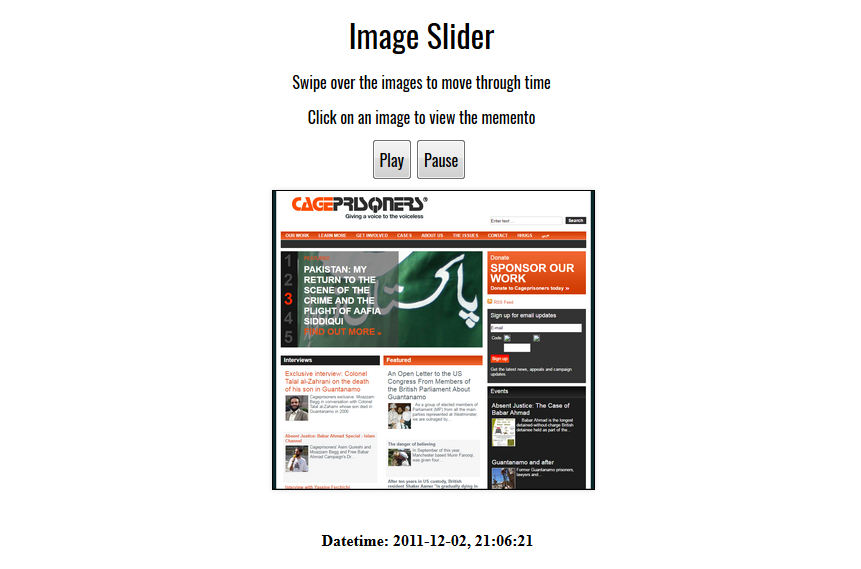 Image Slider
Swipe over the images to move through time
Click on an image to view the memento
Play Pause
CAGEPRISONERS®
Giving a voice to the voiceless
Enter text ...
Search
OUR WORK LEARN MORE GET INVOLVED CASES ABOUT US THE ISSUES CONTACT عربي
1
2
3
4
5
PAKISTAN: MY
RETURN TO THE
SCENE OF THE
CRIME AND THE
PLIGHT OF AAFIA
SIDDIQUI
FIND OUT MORE
Donate
SPONSOR OUR
WORK
Donate to Cageprisoners today »
RSS Feed
Sign up for email updates
E-mail
Code:
Sign up
Get the latest news, appeals and campaign
updates.
Interviews
Exclusive interview: Colonel
Talal al-Zahrani on the death
of his son in Guantanamo
Cageprisoners exclusive: Moazzam
Begg in conversation with Colonel
Talal al-Zahrani whose son died in
Guantanamo in 2006
Assent Justice: Babar Ahmad Special - Islam
Channel
Cageprisoners' Asim Qureshi and
Moazzam Begg and Free Babar
Ahmad Campaign's Dr...
Interview with
Featured
An Open Letter to the US
Congress From Members of
the British Parliament About
Guantanamo
As a group of elected members of
Parliament (MP) from all the main
parties represented at Westminster,
we are outraged by...
The danger of believing
In September of this year,
Manchester based Munir Farooqi,
was given four...
After ten years in US custody, British
resident Shaker Aamer "is gradually dying in
Events
Absent Justice: The Case of
Babar Ahmad
Babar Ahmad is the longest
detained-without-charge British
detainee held as part of the...
Guantanamo and after
Former Guantanamo prisoners,
lawyers and...
Datetime: 2011-12-02, 21:06:21